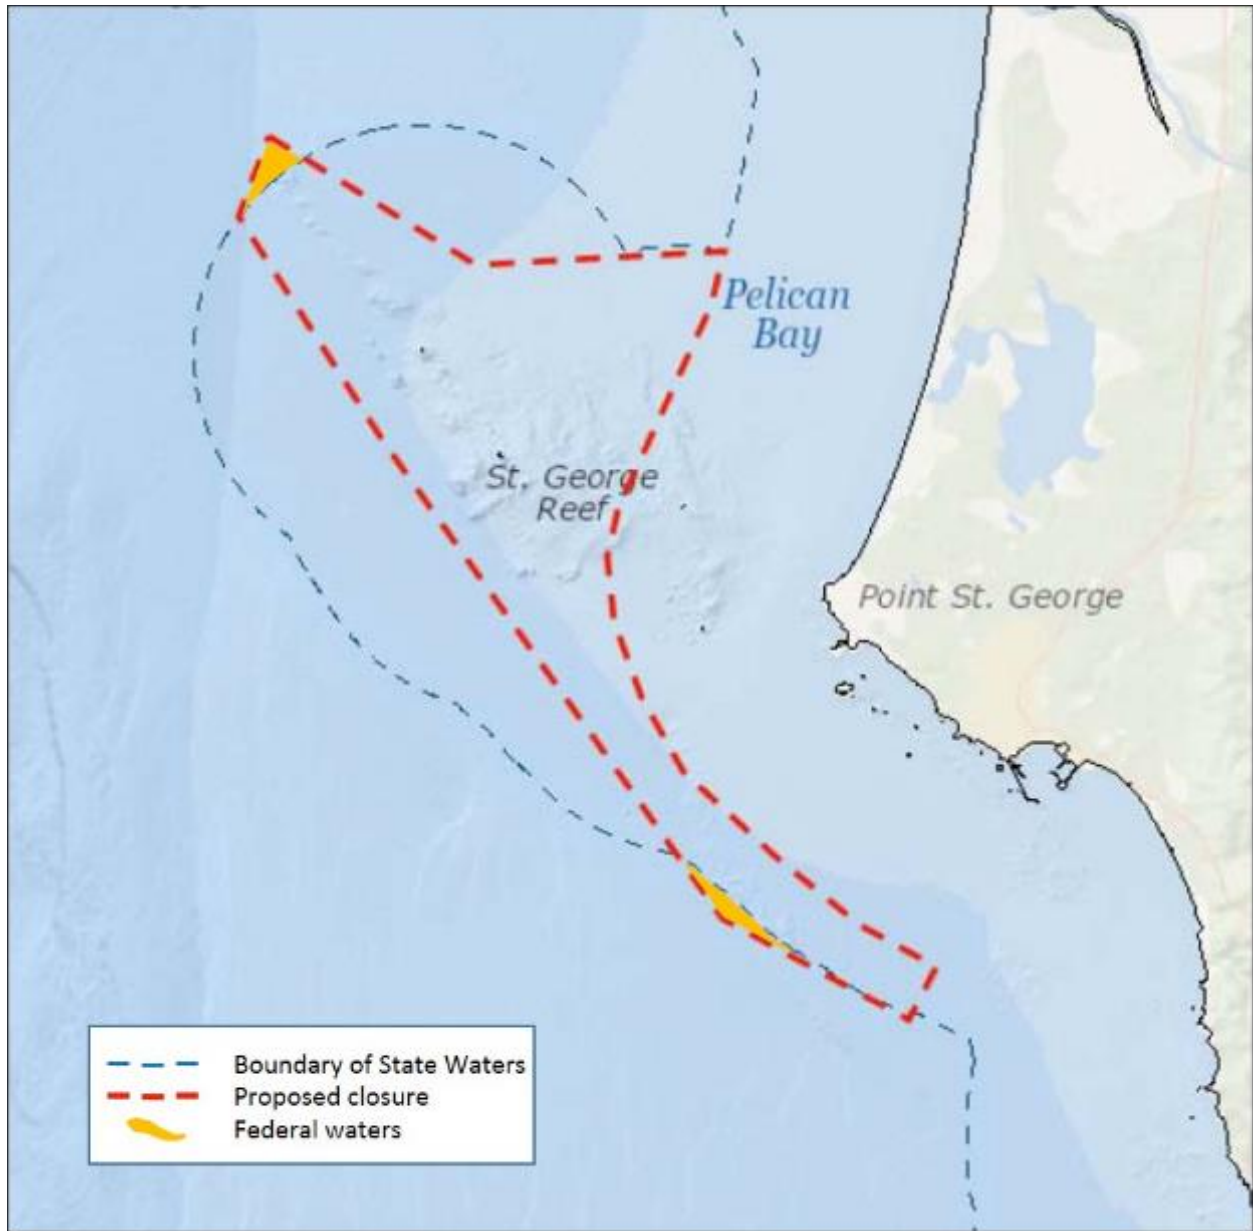 Pelican
Bay
St. George
Reef
Point St. George
Boundary of State Waters
Proposed closure
Federal waters